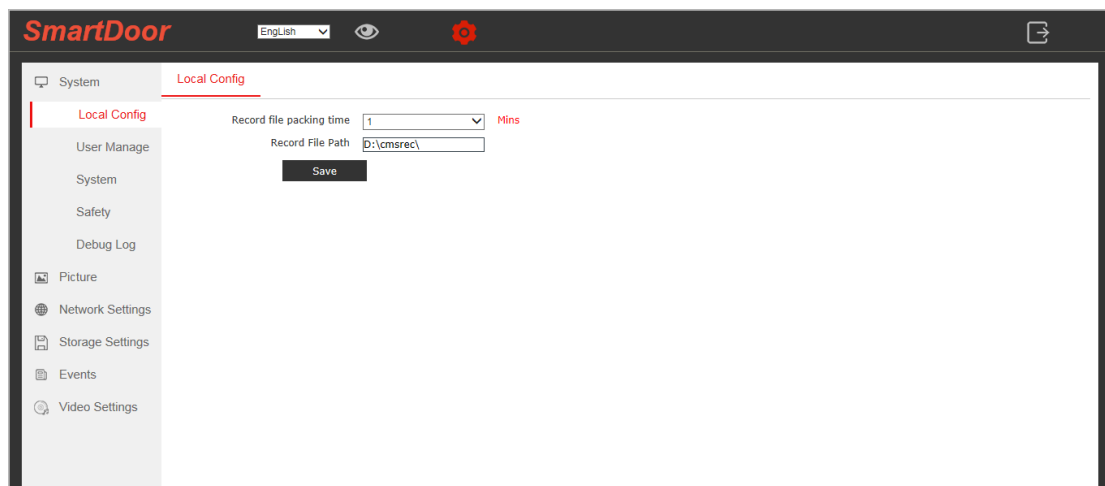 SmartDoor
EngLish
System
Local Config
User Manage
System
Safety
Debug Log
Picture
Network Settings
Storage Settings
Events
Video Settings
Local Config
Record file packing time 1 Mins
Record File Path D:\cmsrec\
Save